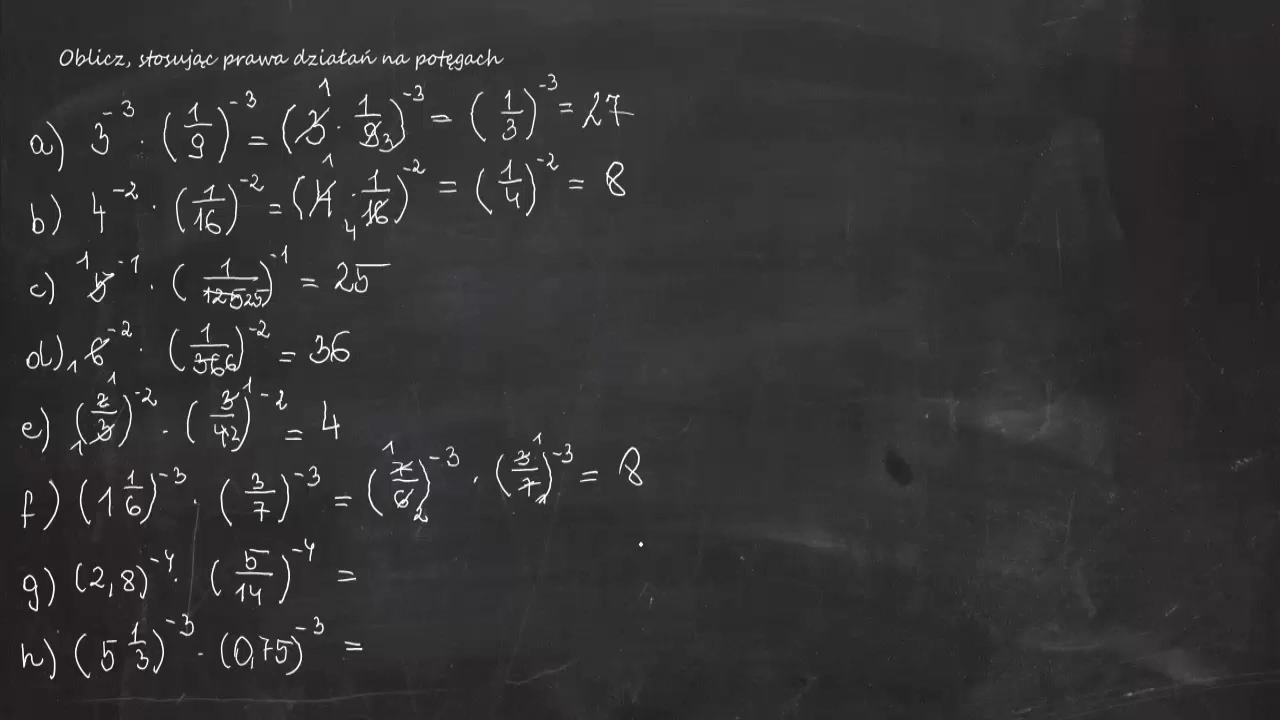 Oblicz, stosując prawa działań na potęgach
a) 3⁻³ · (1/9)⁻³ = (3 · 1/9)⁻³ = (1/3)⁻³ = 27
b) 4⁻² · (1/16)⁻² = (4 · 1/16)⁻² = (1/4)⁻² = 8
c) 5⁻¹ · (1/125)⁻¹ = 25
d) 6⁻² · (1/36)⁻² = 36
e) (2/3)⁻² · (3/4)⁻² = 4
f) (1 1/6)⁻³ · (3/7)⁻³ = (7/6)⁻³ · (3/7)⁻³ = 8
g) (2,8)⁻⁴ · (5/14)⁻⁴ =
h) (5 1/3)⁻³ · (0,75)⁻³ =